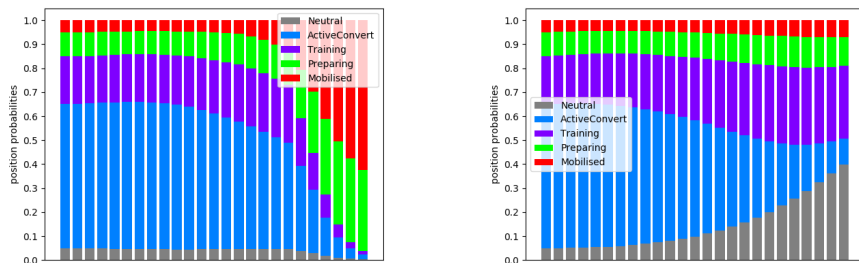 1.0
0.9
0.8
0.7
0.6
0.5
0.4
0.3
0.2
0.1
0.0
position probabilities
Neutral
ActiveConvert
Training
Preparing
Mobilised
1.0
0.9
0.8
0.7
0.6
0.5
0.4
0.3
0.2
0.1
0.0
position probabilities
Neutral
ActiveConvert
Training
Preparing
Mobilised